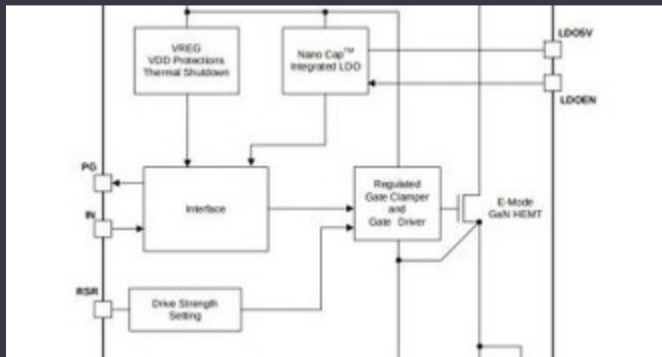 VREG
VDD Protections
Thermal Shutdown
Nano Cap™
Integrated LDO
LDO5V
LDOEN
PG
IN
Interface
Regulated
Gate Clamper
and
Gate Driver
E-Mode
GaN HEMT
RSR
Drive Strength
Setting